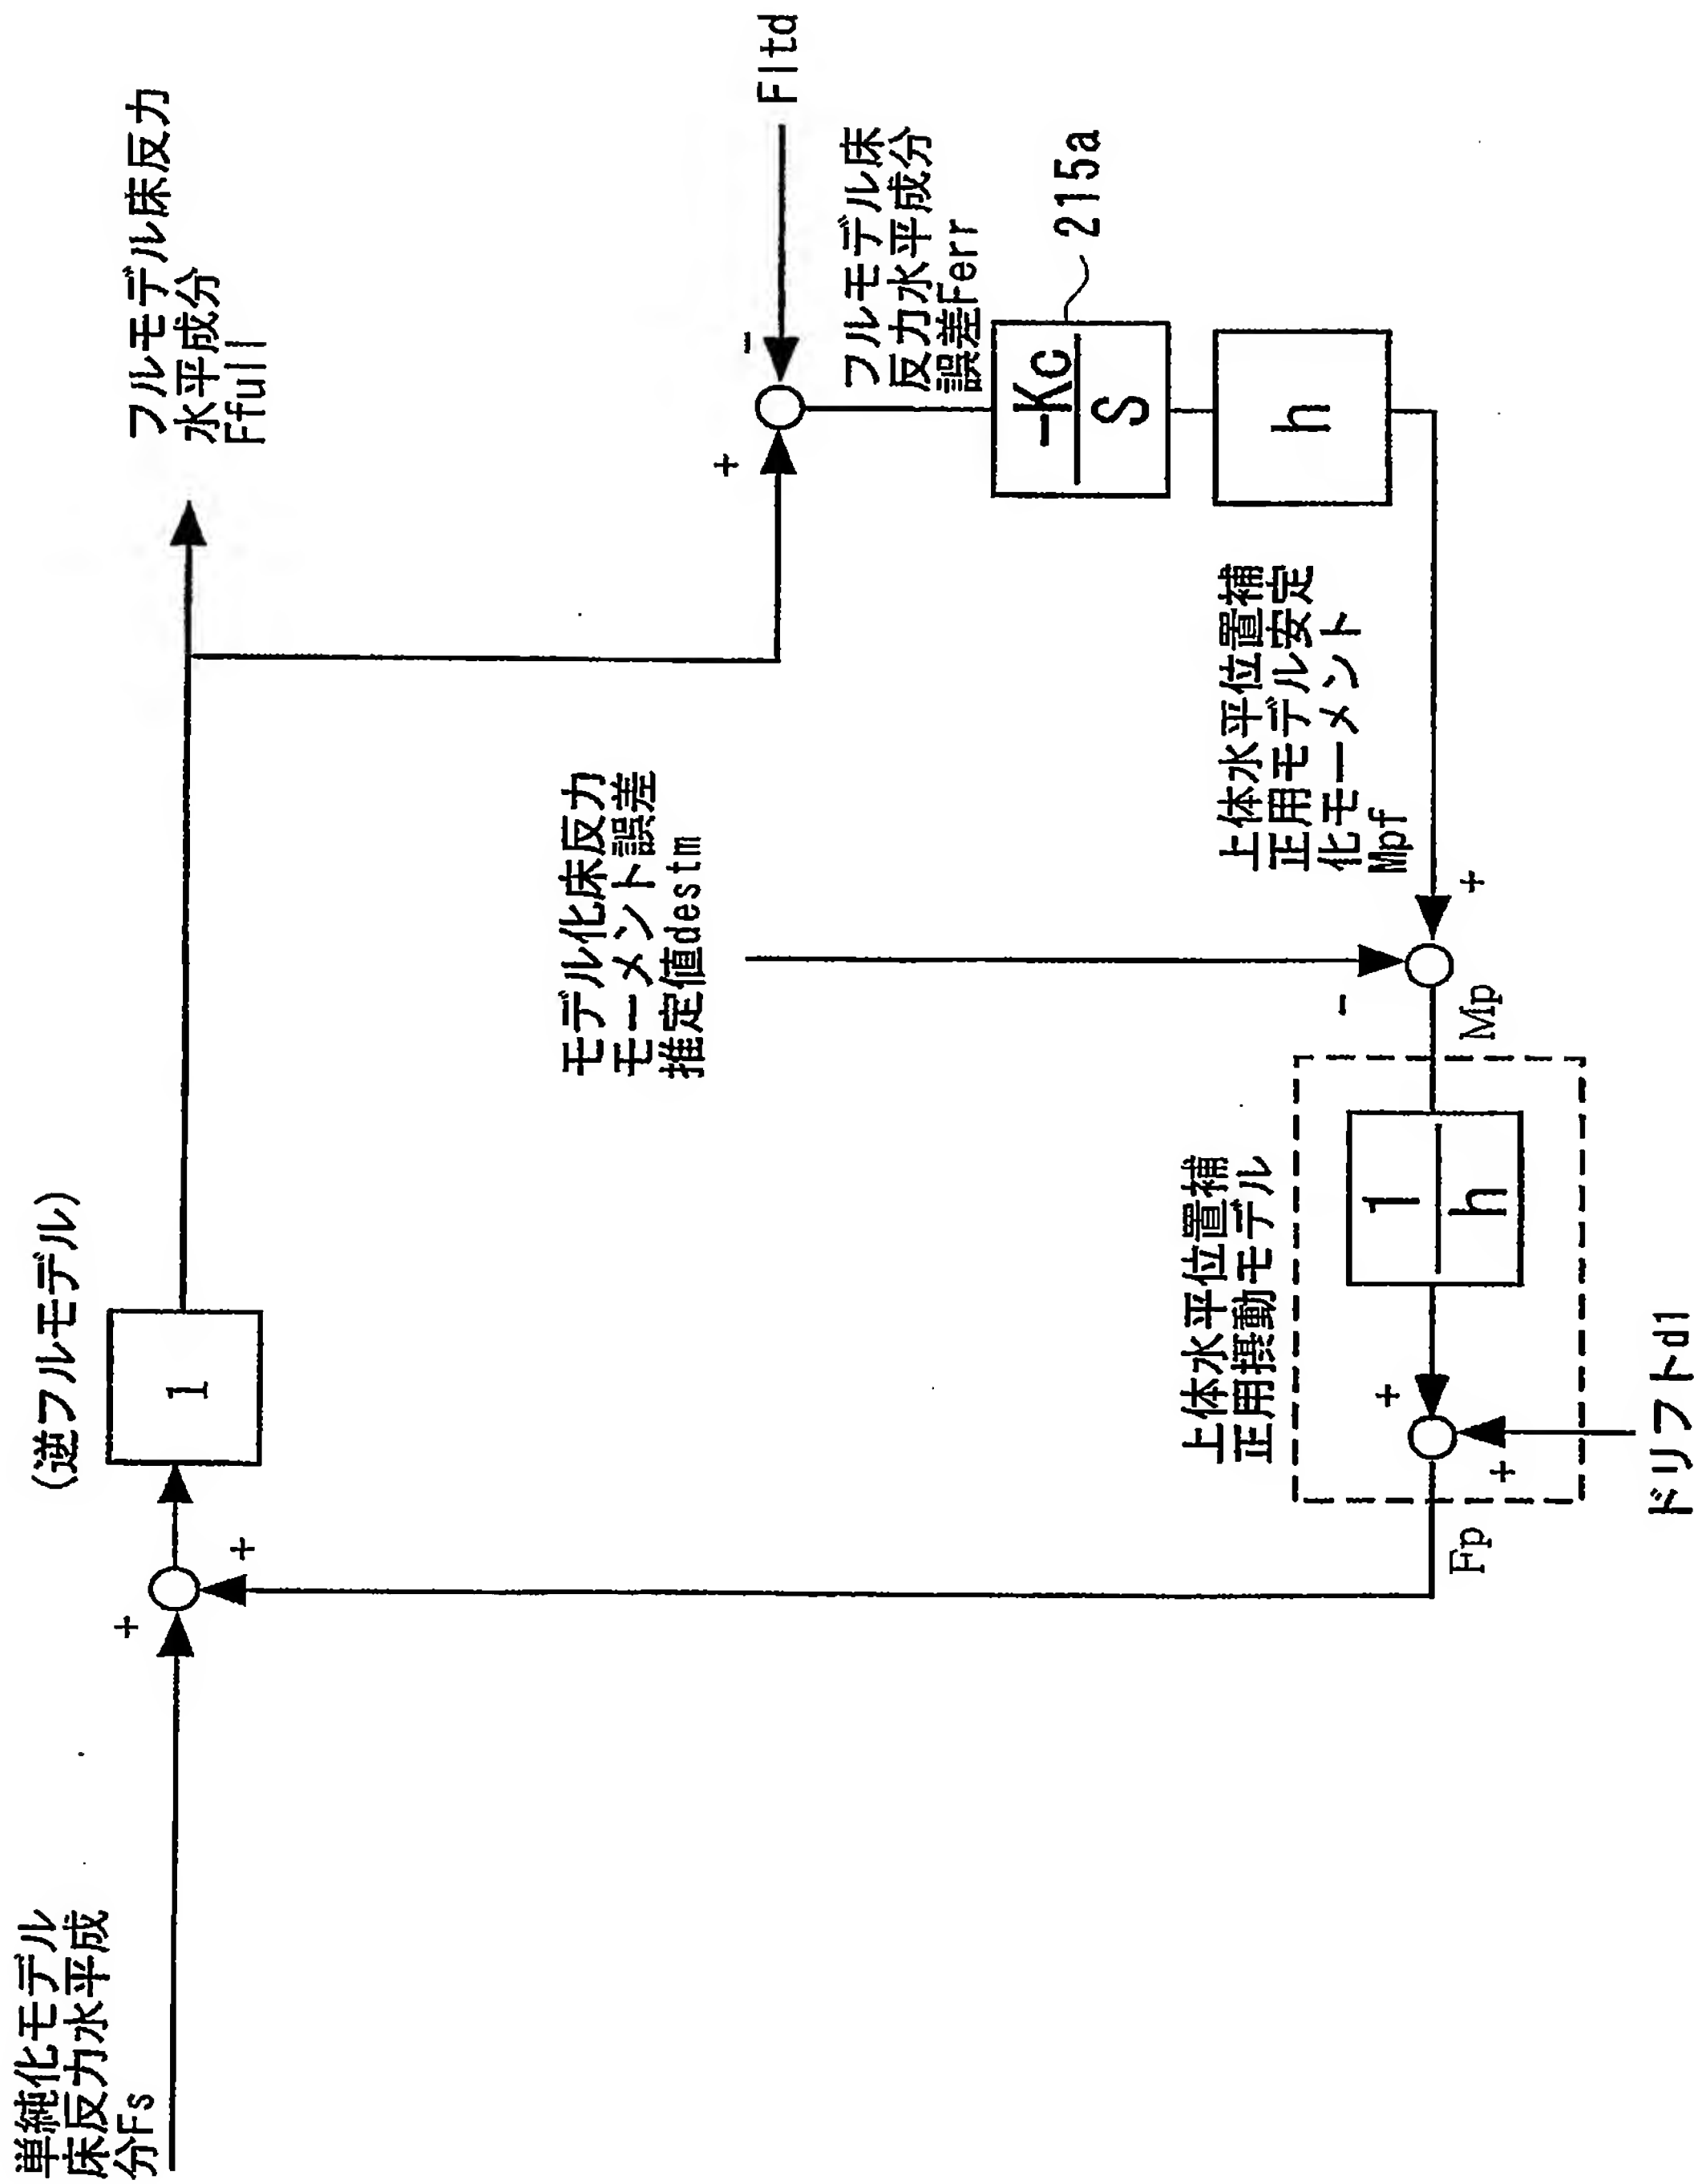 単純化モデル
床反力水平成
分Fs
+
+
(逆フルモデル)
1
フルモデル床反力
水平成分
Ffull
Fltd
-
+
フルモデル床
反力水平成分
誤差Ferr
215a
-Kc
S
h
モデル化床反力
モーメント誤差
推定値destm
上体水平位置補
正用モデル安定
化モーメント
Mpf
+
-
Mp
上体水平位置補
正用摂動モデル
1
h
+
+
Fp
ドリフトd1